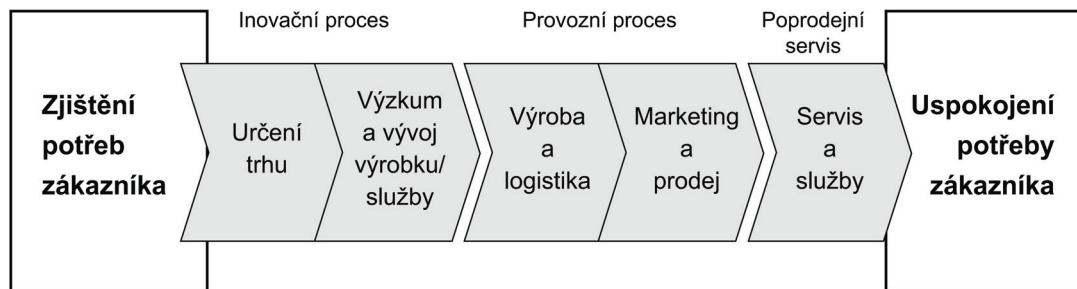 Inovační proces
Provozní proces
Poprodejní
servis
Zjištění
potřeb
zákazníka
Určení
trhu
Výzkum
a vývoj
výrobku/
služby
Výroba
a
logistika
Marketing
a
prodej
Servis
a
služby
Uspokojení
potřeby
zákazníka